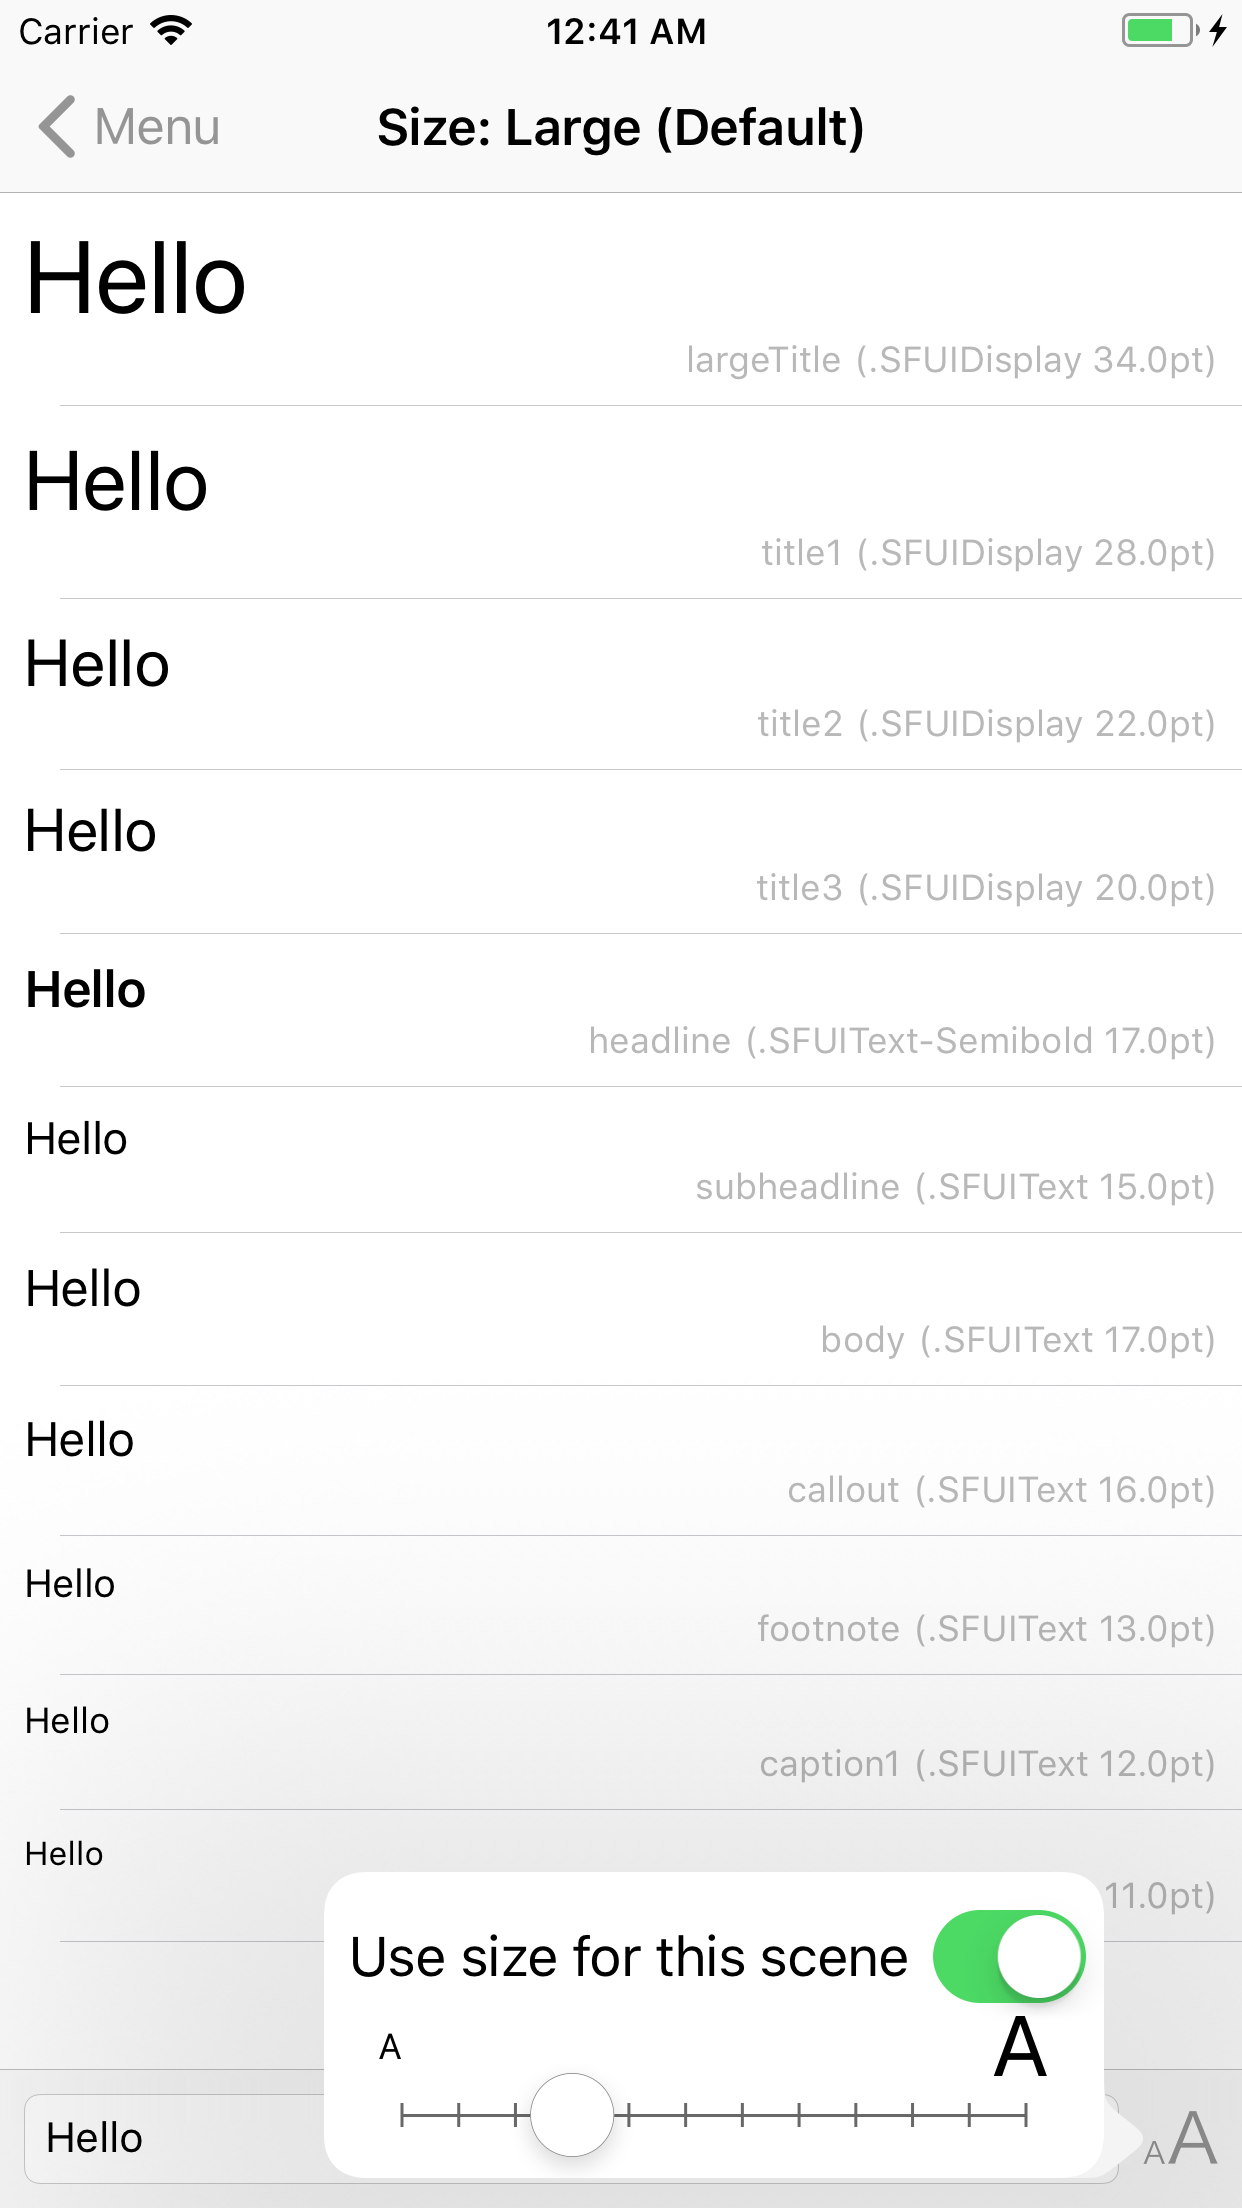 Carrier 12:41 AM
Menu Size: Large (Default)
Hello
largeTitle (.SFUIDisplay 34.0pt)
Hello
title1 (.SFUIDisplay 28.0pt)
Hello
title2 (.SFUIDisplay 22.0pt)
Hello
title3 (.SFUIDisplay 20.0pt)
Hello
headline (.SFUIText-Semibold 17.0pt)
Hello
subheadline (.SFUIText 15.0pt)
Hello
body (.SFUIText 17.0pt)
Hello
callout (.SFUIText 16.0pt)
Hello
footnote (.SFUIText 13.0pt)
Hello
caption1 (.SFUIText 12.0pt)
Hello
11.0pt)
Use size for this scene
A A
Hello
AA